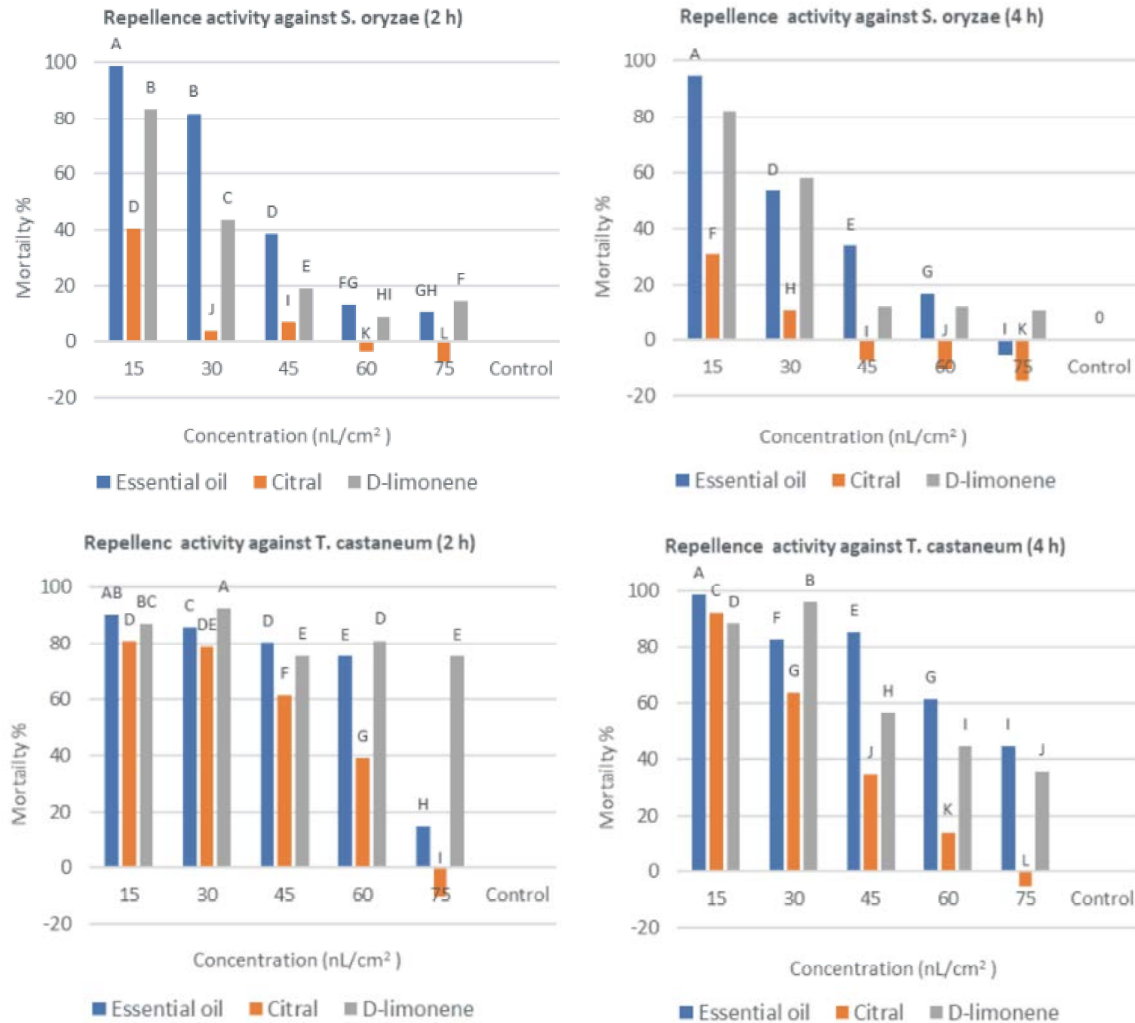 Repellence activity against S. oryzae (2 h)
A
B
B
D
C
D
J
I
E
FG
K
HI
GH
L
F
100
80
60
40
20
0
-20
Mortailty %
15 30 45 60 75 Control
Concentration (nL/cm² )
Essential oil Citral D-limonene
Repellence activity against S. oryzae (4 h)
A
F
D
H
E
I
G
J
I
K
0
100
80
60
40
20
0
-20
Mortailty %
15 30 45 60 75 Control
Concentration (nL/cm² )
Essential oil Citral D-limonene
Repellenc activity against T. castaneum (2 h)
AB
D
BC
C
DE
A
D
F
E
E
G
D
H
I
E
100
80
60
40
20
0
-20
Mortailty %
15 30 45 60 75 Control
Concentration (nL/cm² )
Essential oil Citral D-limonene
Repellence activity against T. castaneum (4 h)
A
C
D
F
G
B
E
J
H
G
K
I
I
L
J
100
80
60
40
20
0
-20
Mortailty %
15 30 45 60 75 Control
Concentration (nL/cm² )
Essential oil Citral D-limonene